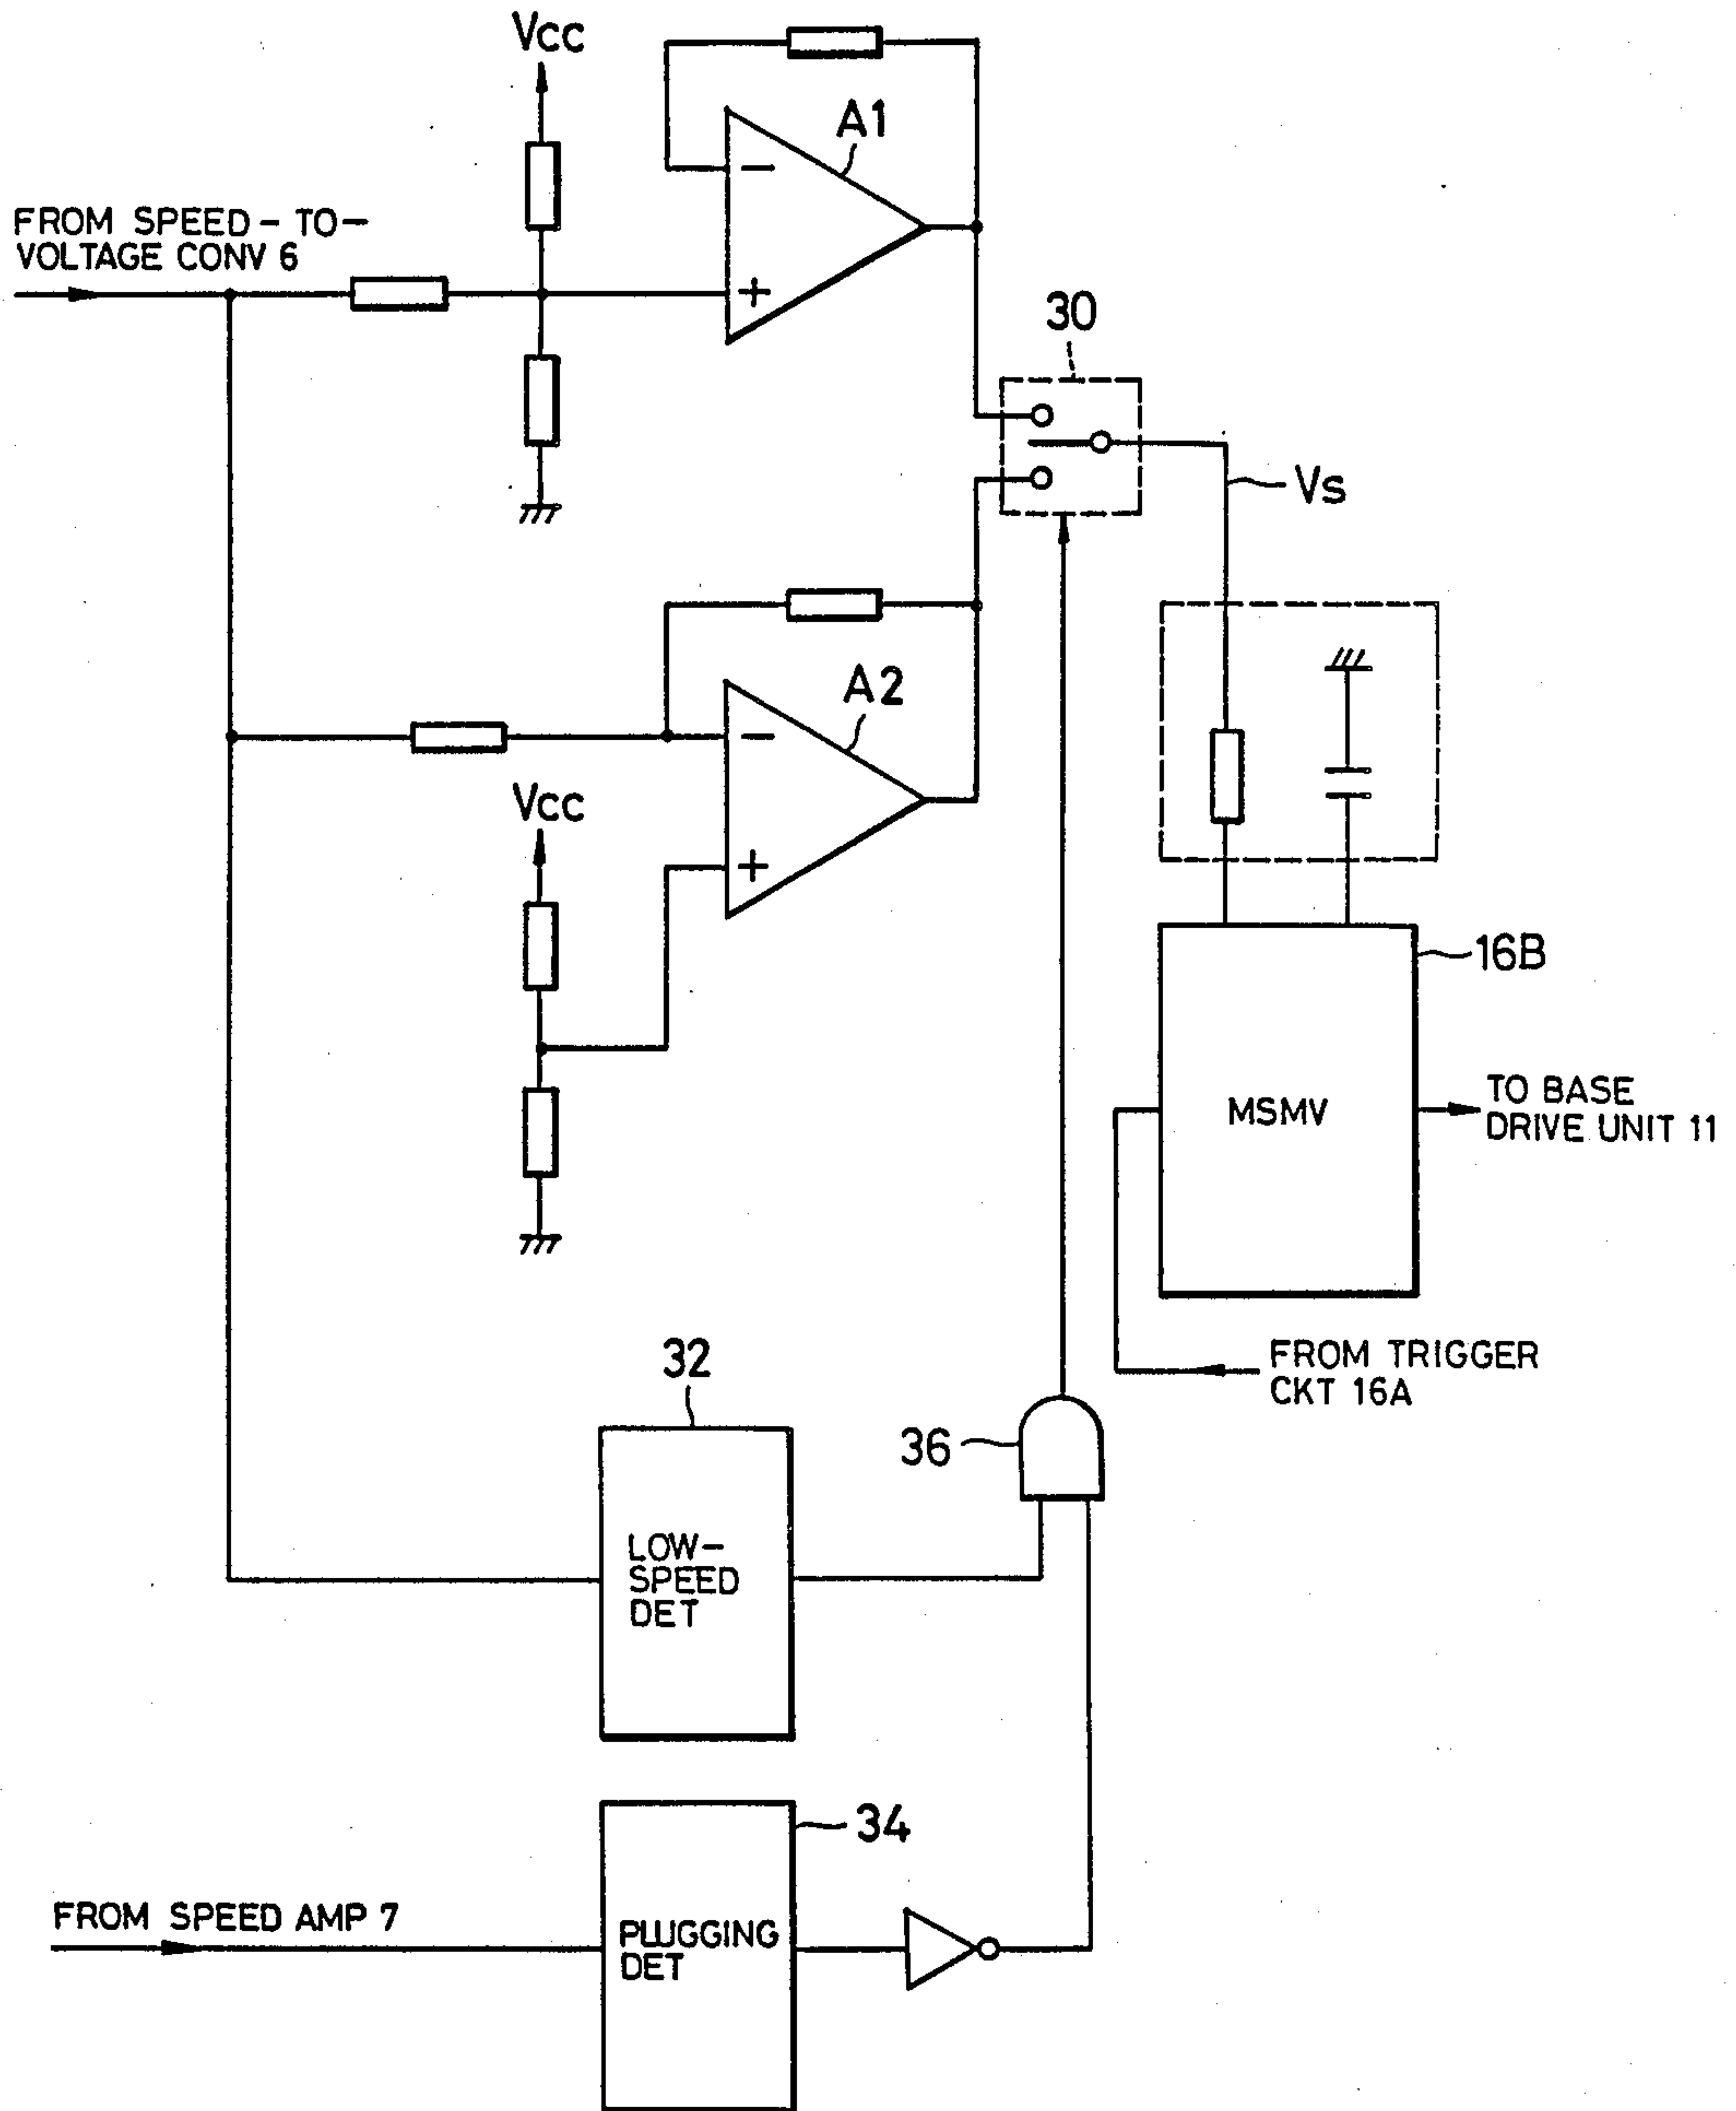 Vcc
A1
FROM SPEED-TO-
VOLTAGE CONV 6
−
+
30
Vs
A2
−
Vcc
+
16B
MSMV
TO BASE
DRIVE UNIT 11
FROM TRIGGER
CKT 16A
32
36
LOW-
SPEED
DET
34
FROM SPEED AMP 7
PLUGGING
DET